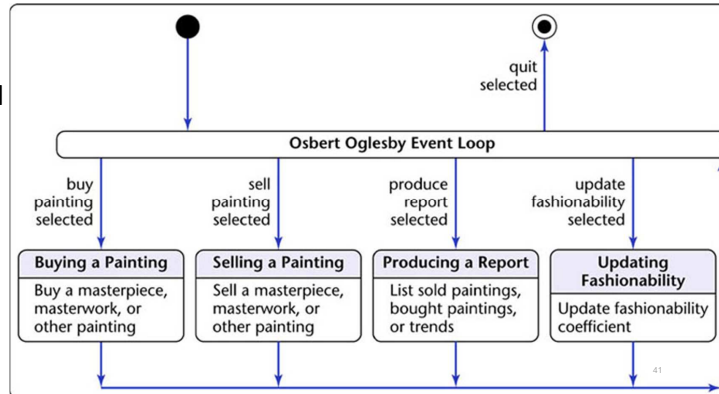 quit
selected
Osbert Oglesby Event Loop
buy
painting
selected
sell
painting
selected
produce
report
selected
update
fashionability
selected
Buying a Painting
Buy a masterpiece,
masterwork, or
other painting
Selling a Painting
Sell a masterpiece,
masterwork, or
other painting
Producing a Report
List sold paintings,
bought paintings,
or trends
Updating
Fashionability
Update fashionability
coefficient
41